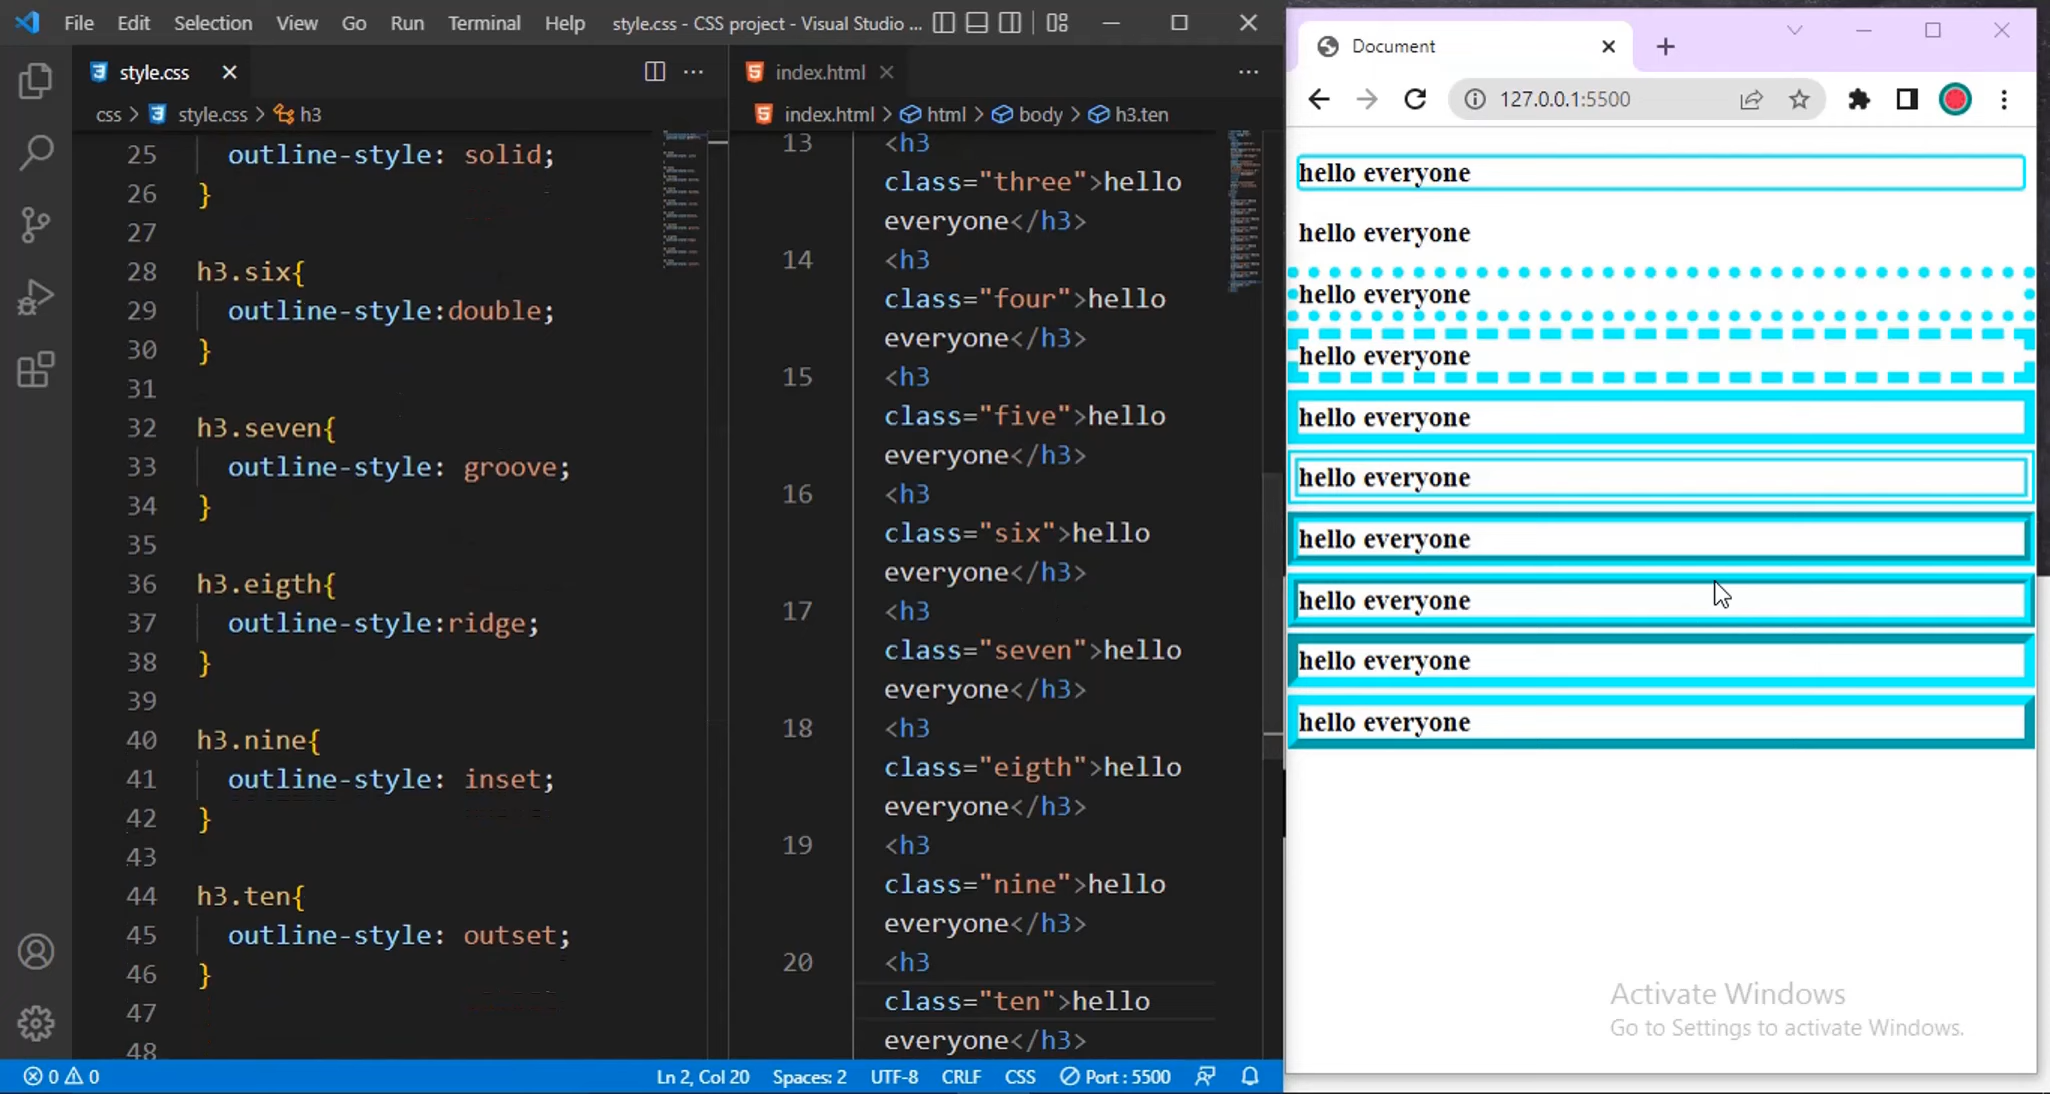 File Edit Selection View Go Run Terminal Help style.css - CSS project - Visual Studio ...
style.css
css > style.css > h3
25 outline-style: solid;
26 }
27
28 h3.six{
29 outline-style:double;
30 }
31
32 h3.seven{
33 outline-style: groove;
34 }
35
36 h3.eigth{
37 outline-style:ridge;
38 }
39
40 h3.nine{
41 outline-style: inset;
42 }
43
44 h3.ten{
45 outline-style: outset;
46 }
47
48
index.html
index.html > html > body > h3.ten
13 <h3
class="three">hello
everyone</h3>
14 <h3
class="four">hello
everyone</h3>
15 <h3
class="five">hello
everyone</h3>
16 <h3
class="six">hello
everyone</h3>
17 <h3
class="seven">hello
everyone</h3>
18 <h3
class="eigth">hello
everyone</h3>
19 <h3
class="nine">hello
everyone</h3>
20 <h3
class="ten">hello
everyone</h3>
0 0 Ln 2, Col 20 Spaces: 2 UTF-8 CRLF CSS Port : 5500
Document
127.0.0.1:5500
hello everyone
hello everyone
hello everyone
hello everyone
hello everyone
hello everyone
hello everyone
hello everyone
hello everyone
hello everyone
Activate Windows
Go to Settings to activate Windows.